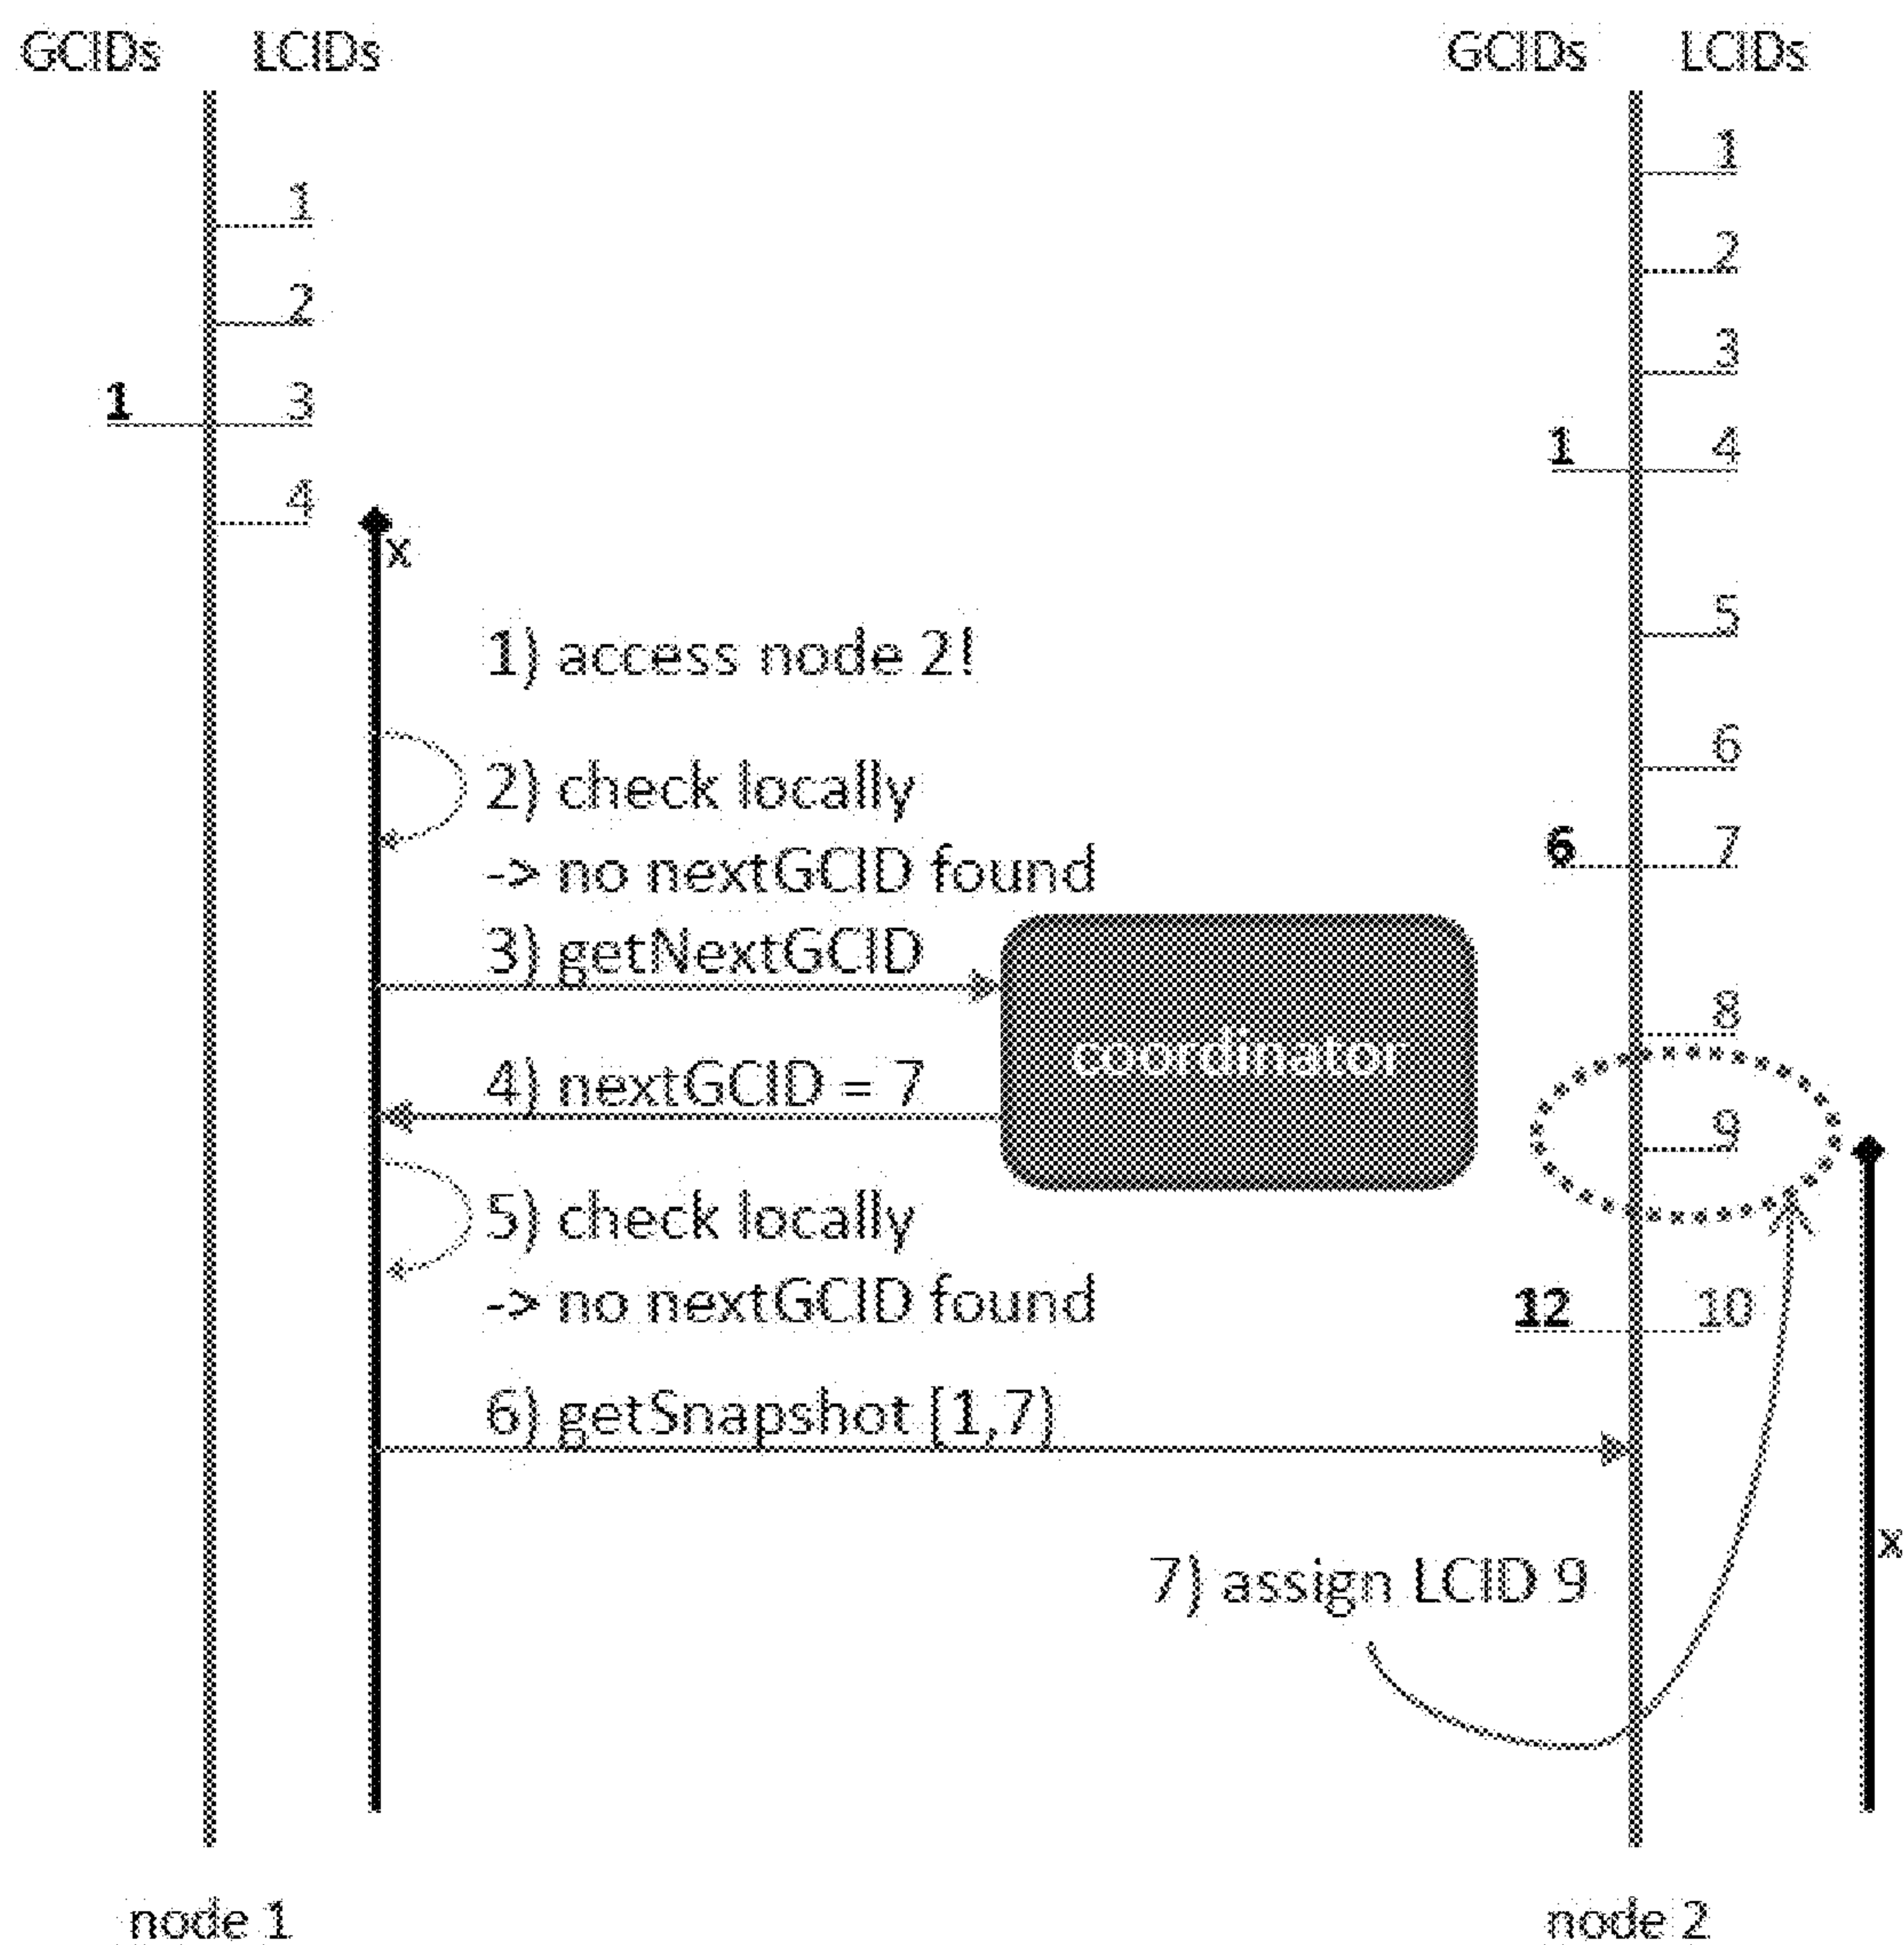 GCIDs LCIDs
1
2
1 3
4
x
1) access node 2!
2) check locally
-> no nextGCID found
3) getNextGCID
coordinator
4) nextGCID = 7
5) check locally
-> no nextGCID found
6) getSnapshot [1,7)
7) assign LCID 9
node 1
GCIDs LCIDs
1
2
3
1 4
5
6
6 7
8
9
12 10
x
node 2